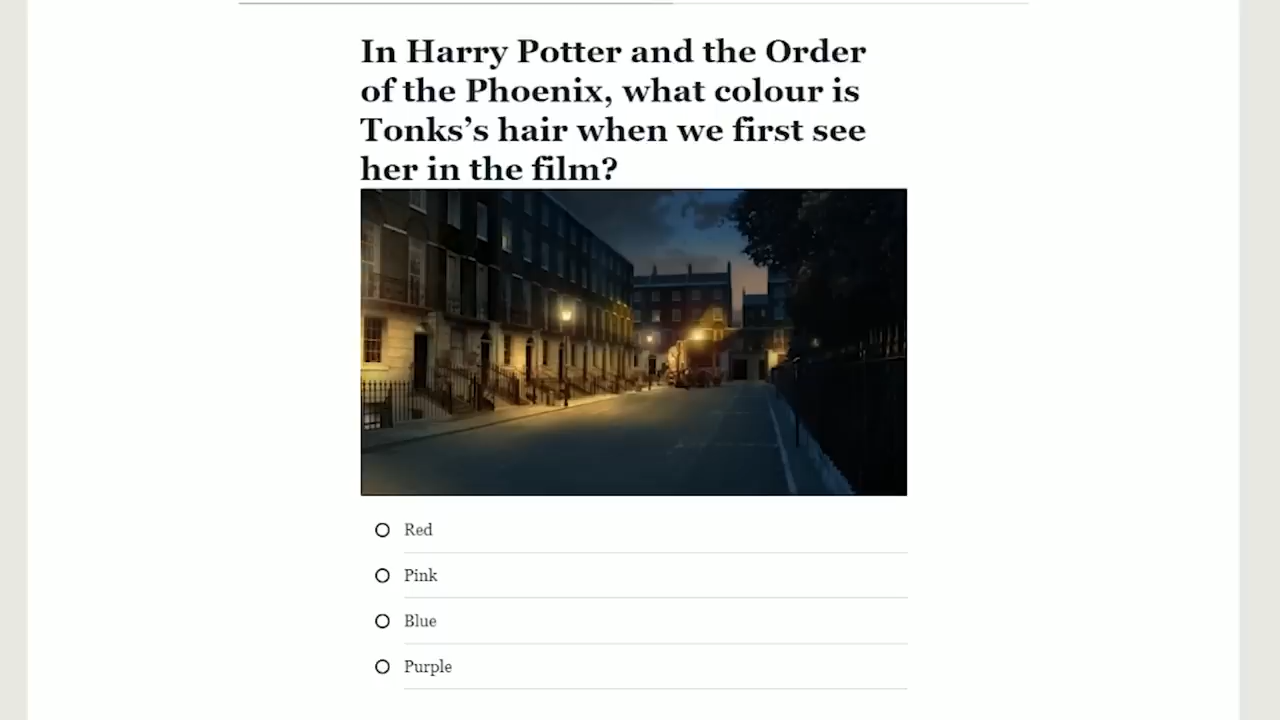 In Harry Potter and the Order
of the Phoenix, what colour is
Tonks’s hair when we first see
her in the film?
Red
Pink
Blue
Purple